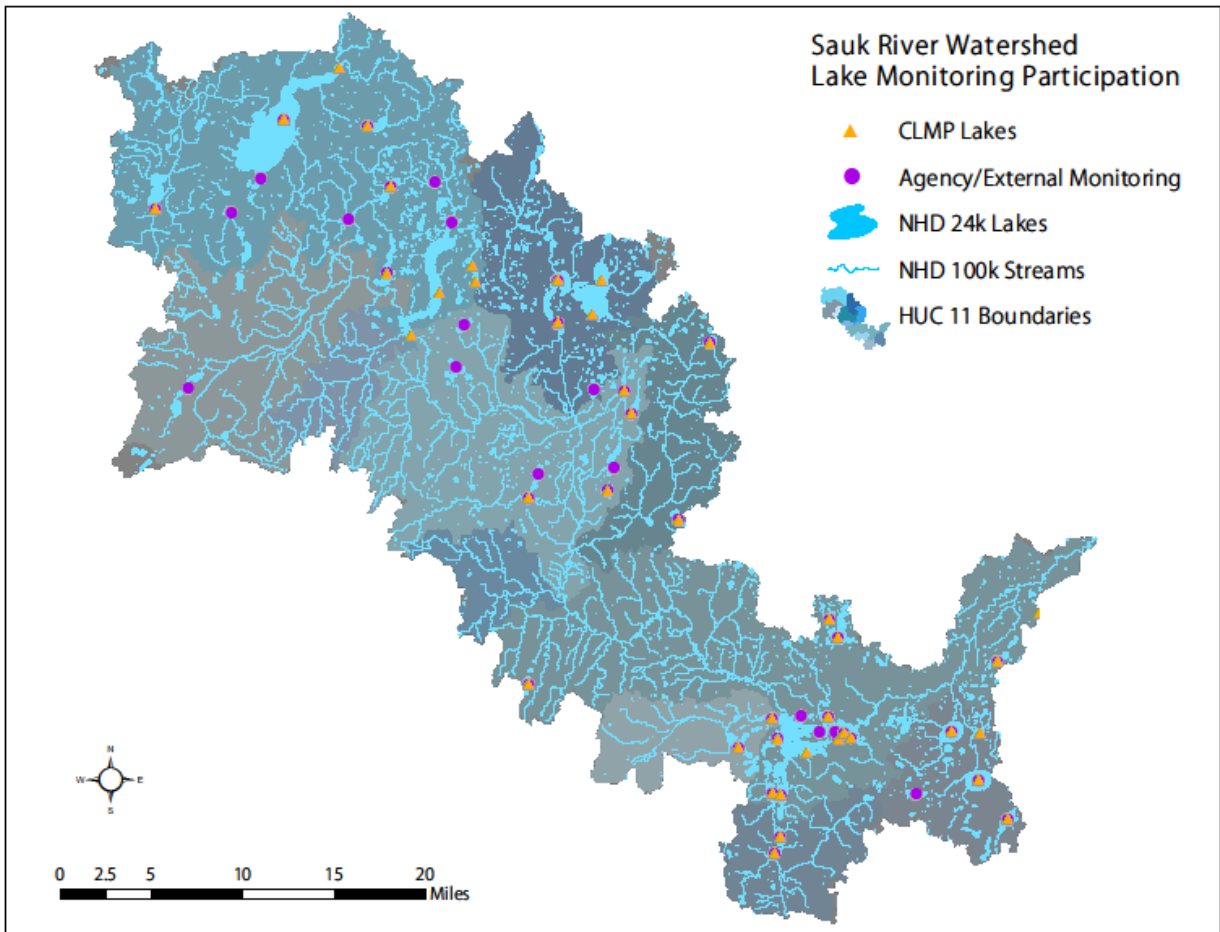 Sauk River Watershed
Lake Monitoring Participation
CLMP Lakes
Agency/External Monitoring
NHD 24k Lakes
NHD 100k Streams
HUC 11 Boundaries
N
W E
S
0 2.5 5 10 15 20
Miles